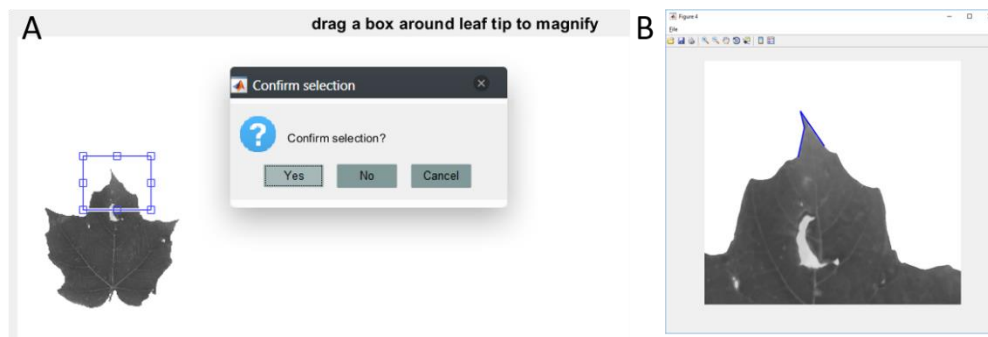 A
drag a box around leaf tip to magnify
Confirm selection
Confirm selection?
Yes No Cancel
B
Figure 4
File